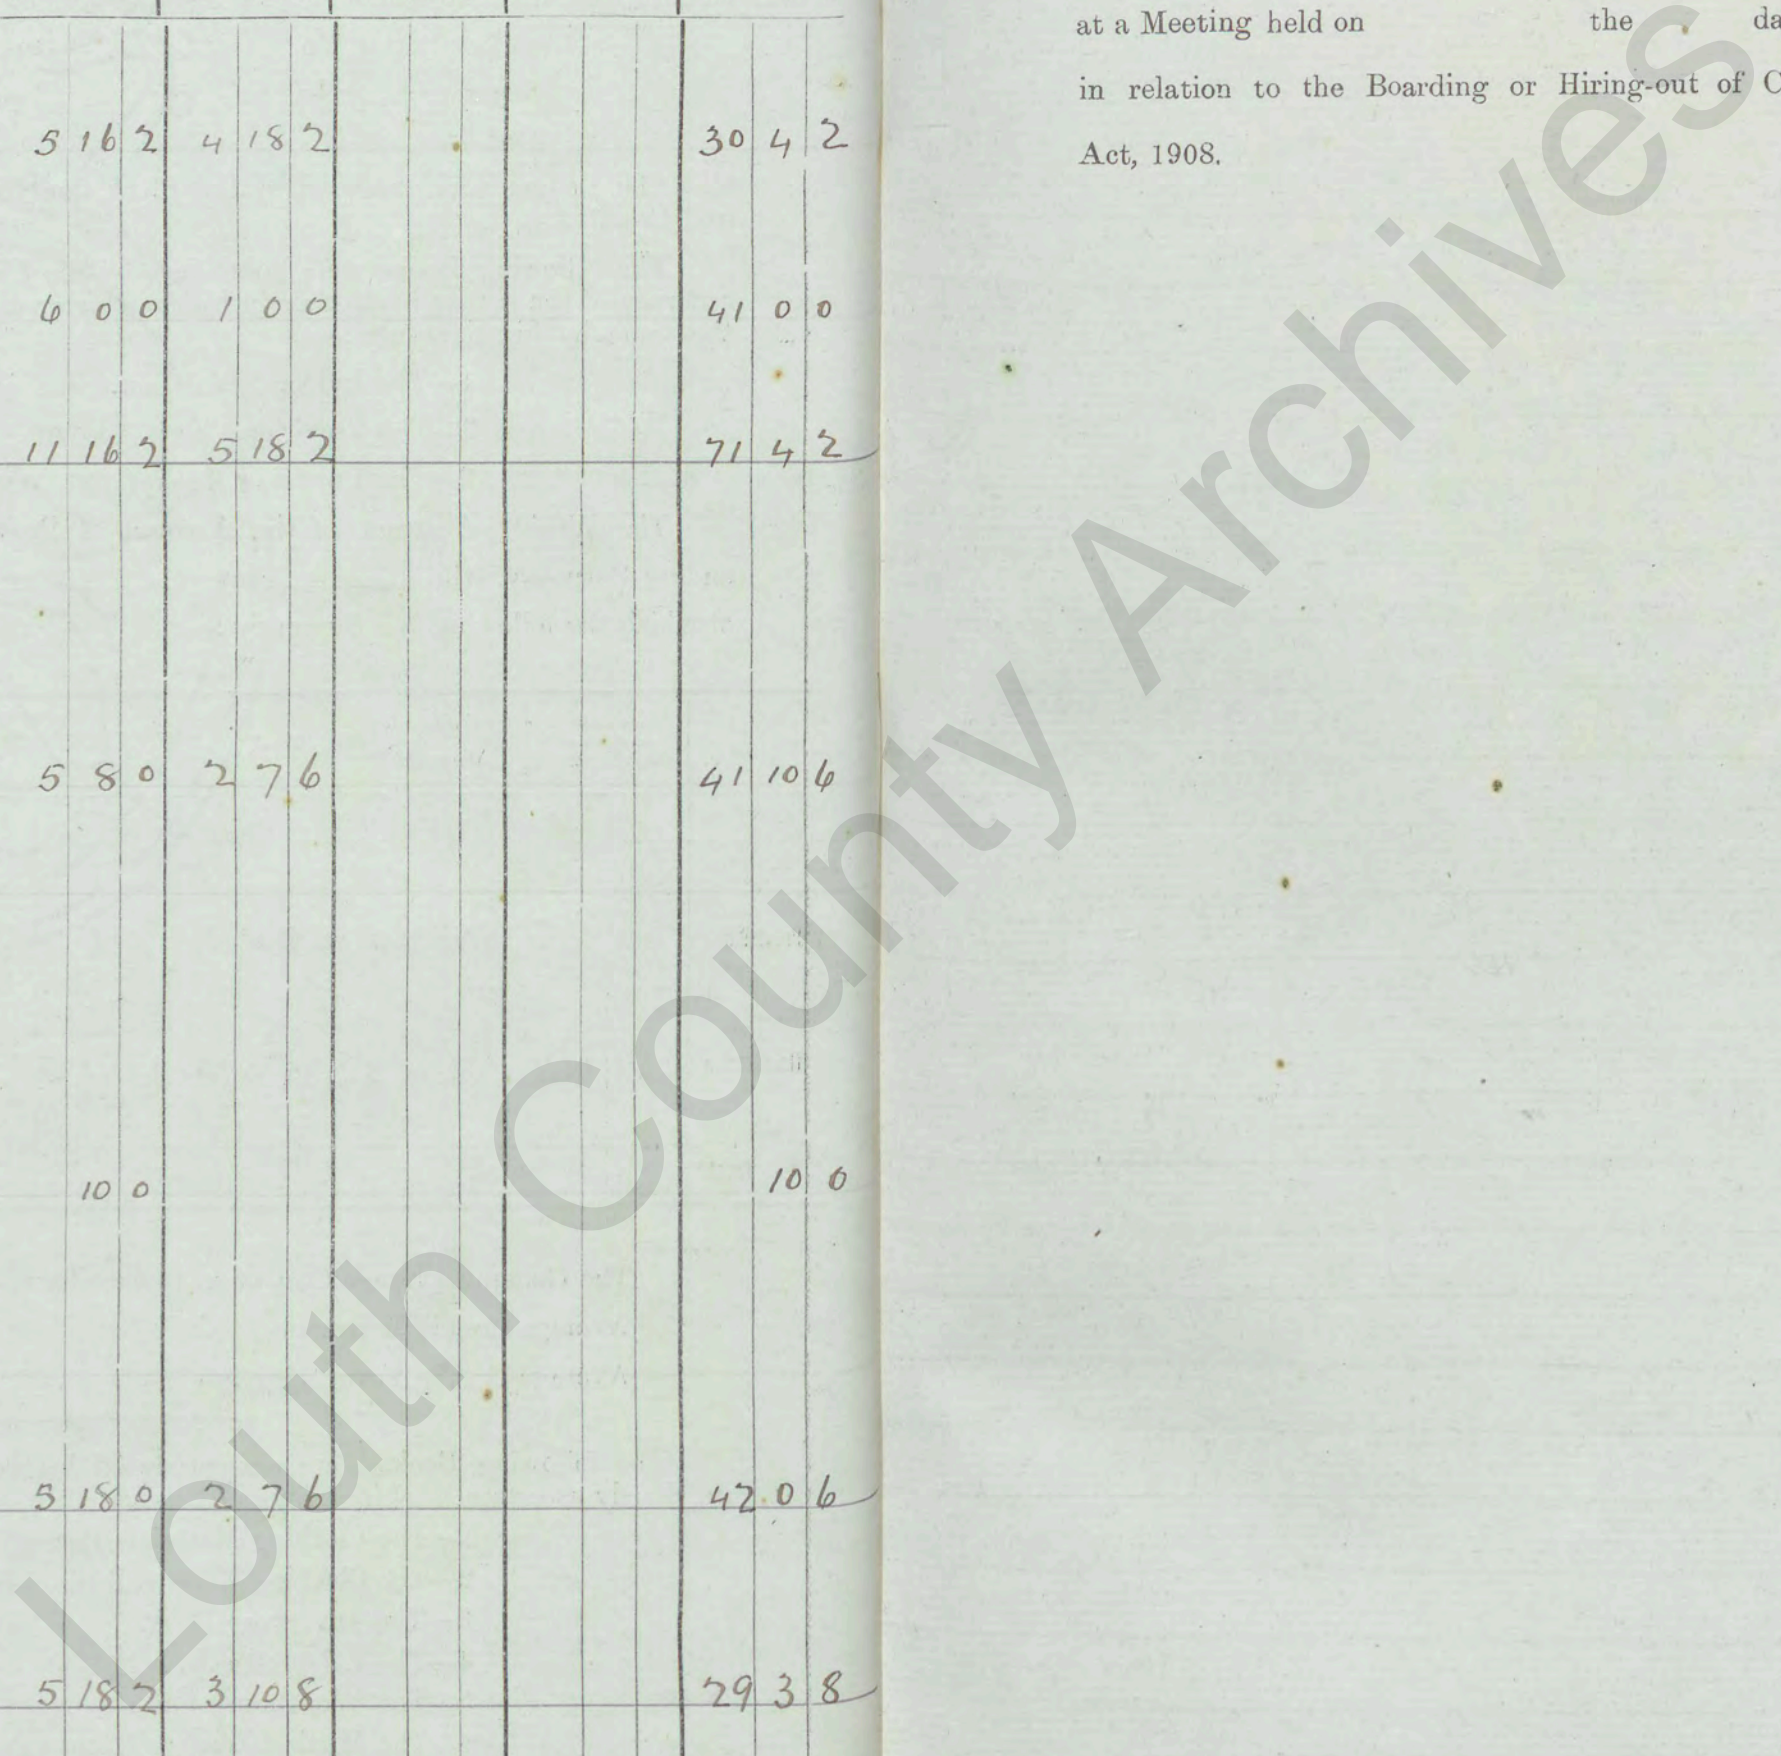 5 16 2 4 18 2 30 4 2
6 0 0 1 0 0 41 0 0
11 16 2 5 18 2 71 4 2
5 8 0 2 7 6 41 10 6
10 0 10 0
5 18 0 2 7 6 42 0 6
5 18 2 3 10 8 29 3 8
at a Meeting held on the da
in relation to the Boarding or Hiring-out of C
Act, 1908.
Louth County Archives